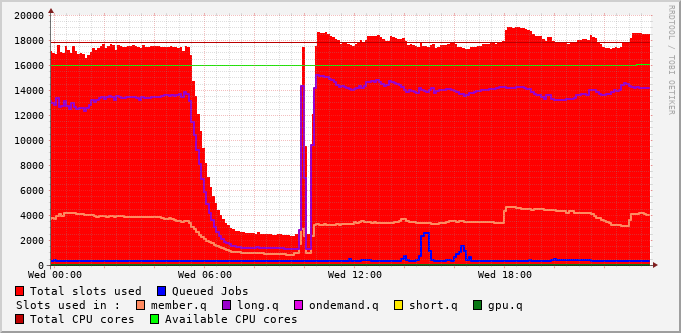 20000
18000
16000
14000
12000
10000
8000
6000
4000
2000
0
Wed 00:00 Wed 06:00 Wed 12:00 Wed 18:00
Total slots used Queued Jobs
Slots used in : member.q long.q ondemand.q short.q gpu.q
Total CPU cores Available CPU cores
RRDTOOL / TOBI OETIKER